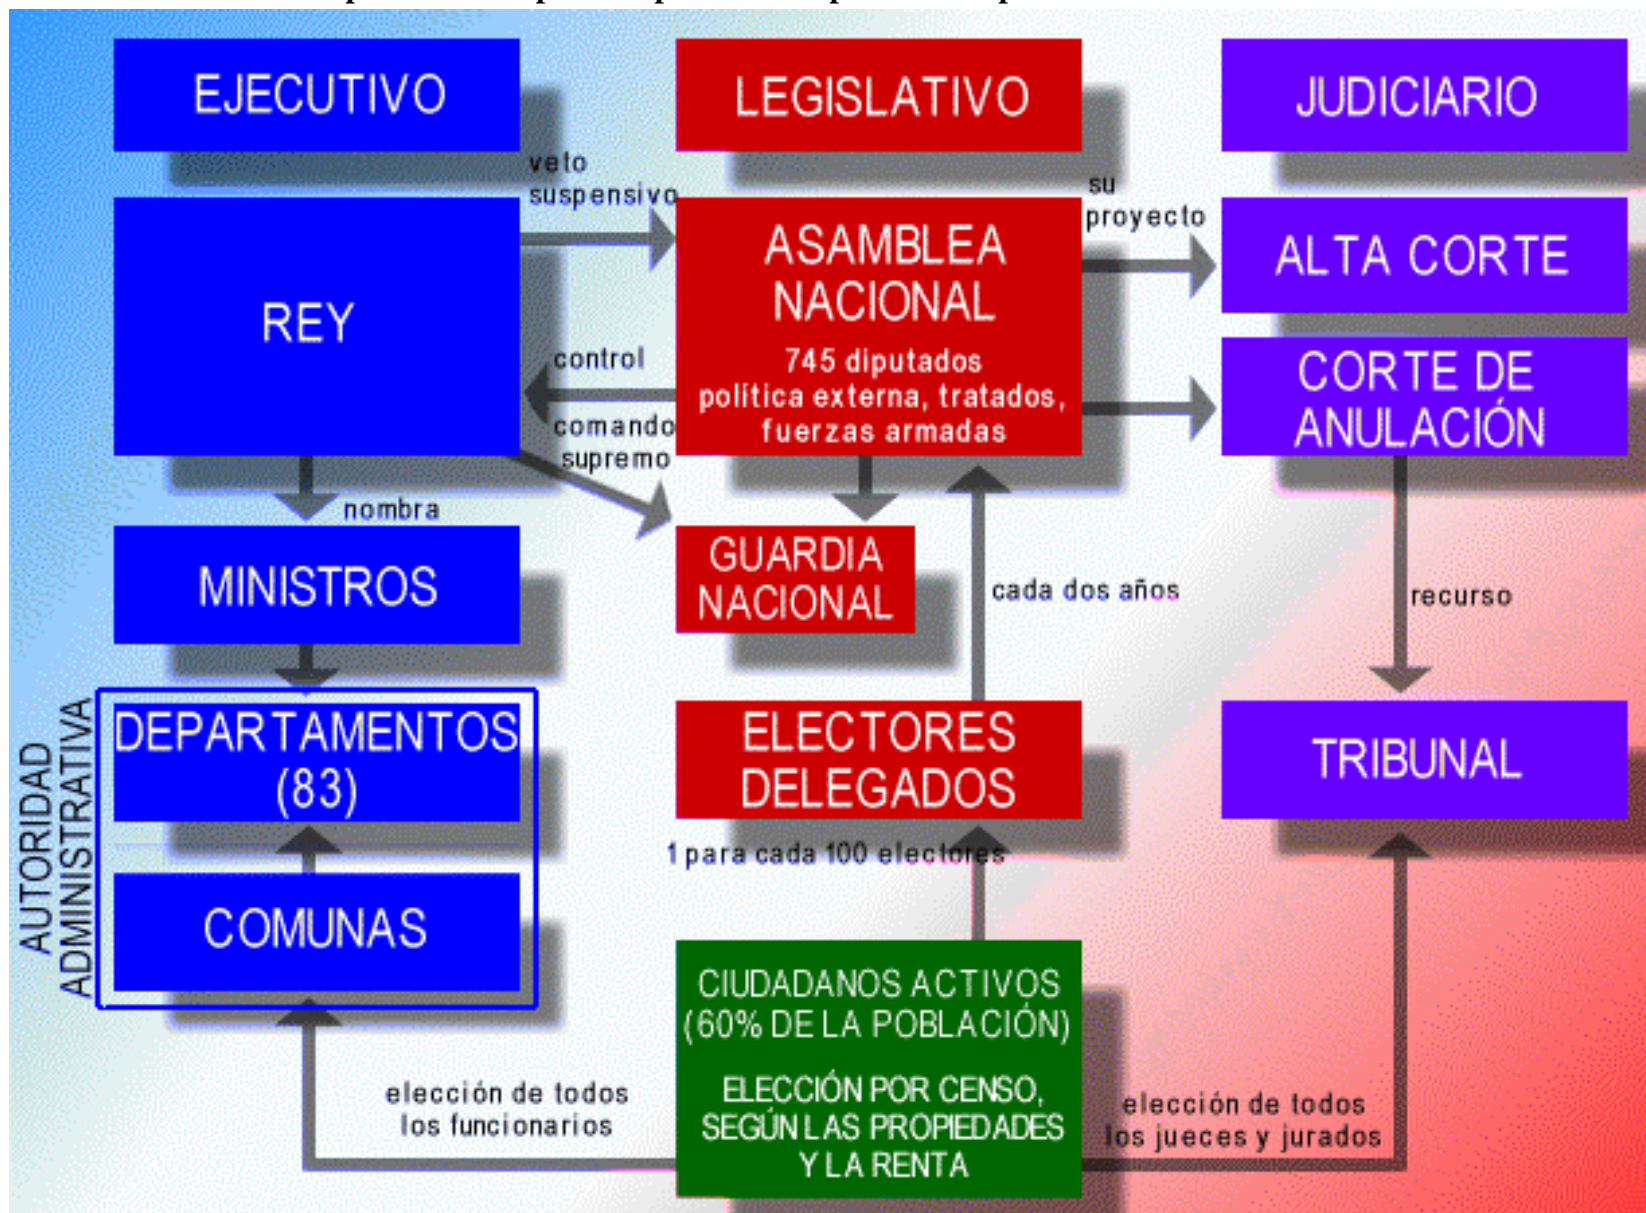 EJECUTIVO
LEGISLATIVO
JUDICIARIO
veto
suspensivo
su
proyecto
REY
ASAMBLEA
NACIONAL
745 diputados
política externa, tratados,
fuerzas armadas
ALTA CORTE
control
CORTE DE
ANULACIÓN
comando
supremo
nombra
MINISTROS
GUARDIA
NACIONAL
cada dos años
recurso
AUTORIDAD
ADMINISTRATIVA
DEPARTAMENTOS
(83)
ELECTORES
DELEGADOS
TRIBUNAL
1 para cada 100 electores
COMUNAS
CIUDADANOS ACTIVOS
(60% DE LA POBLACIÓN)
ELECCIÓN POR CENSO,
SEGÚN LAS PROPIEDADES
Y LA RENTA
elección de todos
los funcionarios
elección de todos
los jueces y jurados